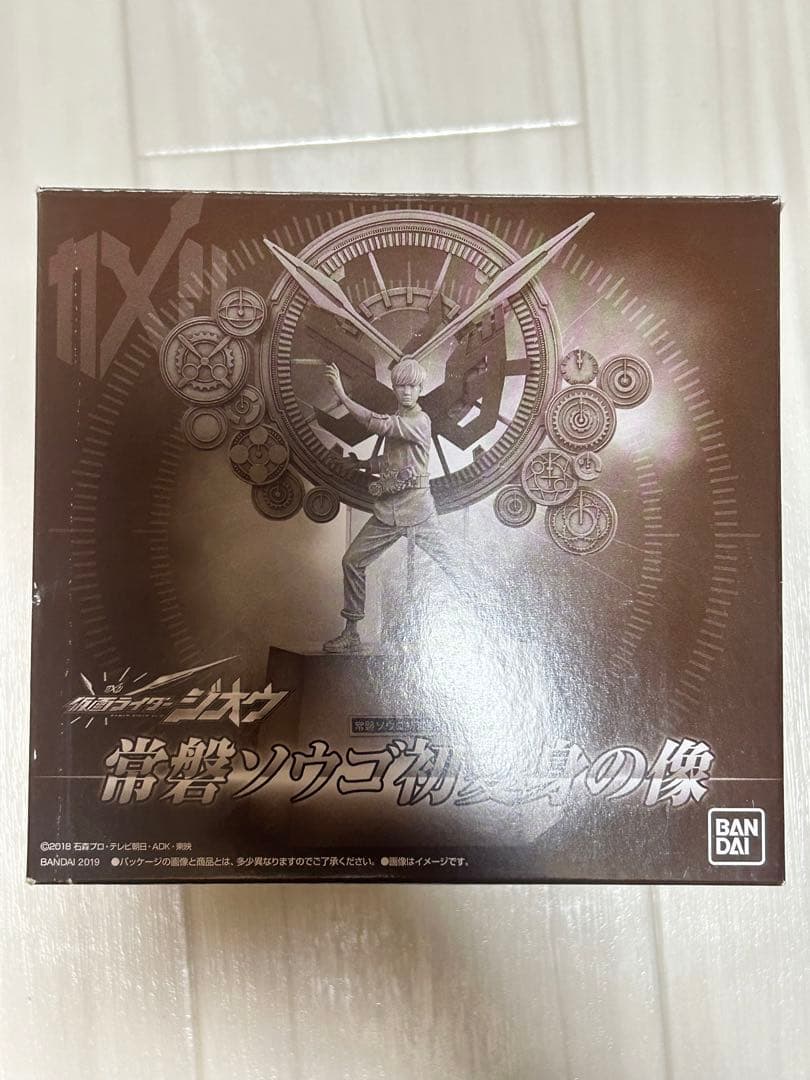 仮面ライダー ジオウ
常磐ソウゴ初変身の像
©2018 石森プロ・テレビ朝日・ADK・東映
BANDAI 2019 ●パッケージの画像と商品とは、多少異なりますのでご了承ください。●画像はイメージです。
BAN
DAI